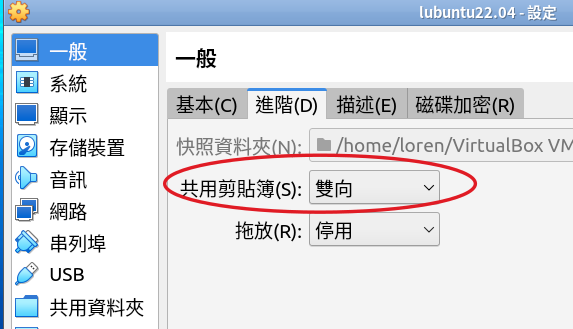 lubuntu22.04 - 設定
一般
系統
顯示
存儲裝置
音訊
網路
串列埠
USB
共用資料夾
一般
基本(C) 進階(D) 描述(E) 磁碟加密(R)
快照資料夾(N): /home/loren/VirtualBox VM
共用剪貼簿(S): 雙向
拖放(R): 停用